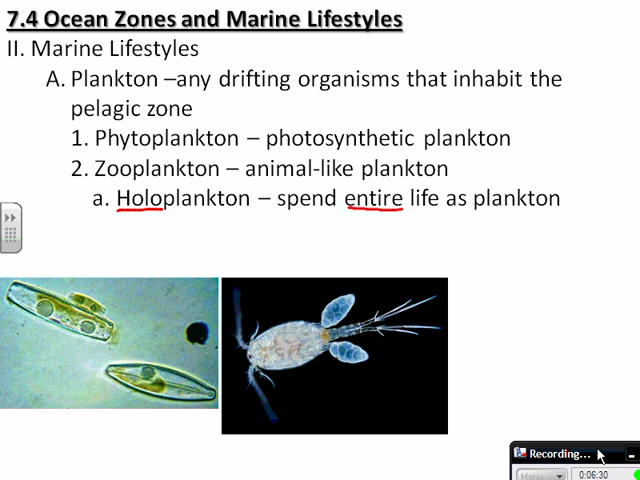 7.4 Ocean Zones and Marine Lifestyles
II. Marine Lifestyles
A. Plankton –any drifting organisms that inhabit the
pelagic zone
1. Phytoplankton – photosynthetic plankton
2. Zooplankton – animal-like plankton
a. Holoplankton – spend entire life as plankton
Recording...
Menu
0:06:30